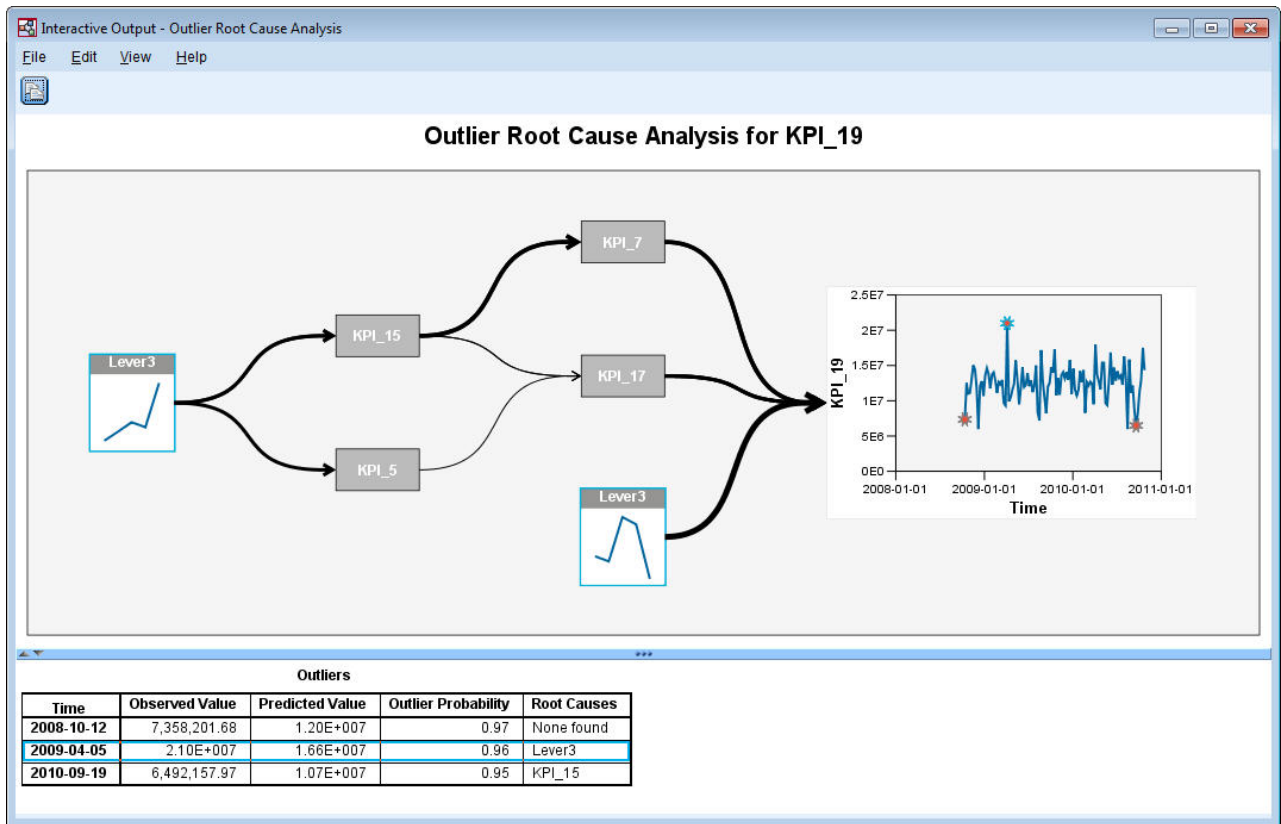 Interactive Output - Outlier Root Cause Analysis
File Edit View Help
Outlier Root Cause Analysis for KPI_19
KPI_7
KPI_15
Lever3
KPI_17
KPI_5
Lever3
KPI_19
2.5E7
2E7
1.5E7
1E7
5E6
0E0
2008-01-01 2009-01-01 2010-01-01 2011-01-01
Time
Outliers
Time Observed Value Predicted Value Outlier Probability Root Causes
2008-10-12 7,358,201.68 1.20E+007 0.97 None found
2009-04-05 2.10E+007 1.66E+007 0.96 Lever3
2010-09-19 6,492,157.97 1.07E+007 0.95 KPI_15